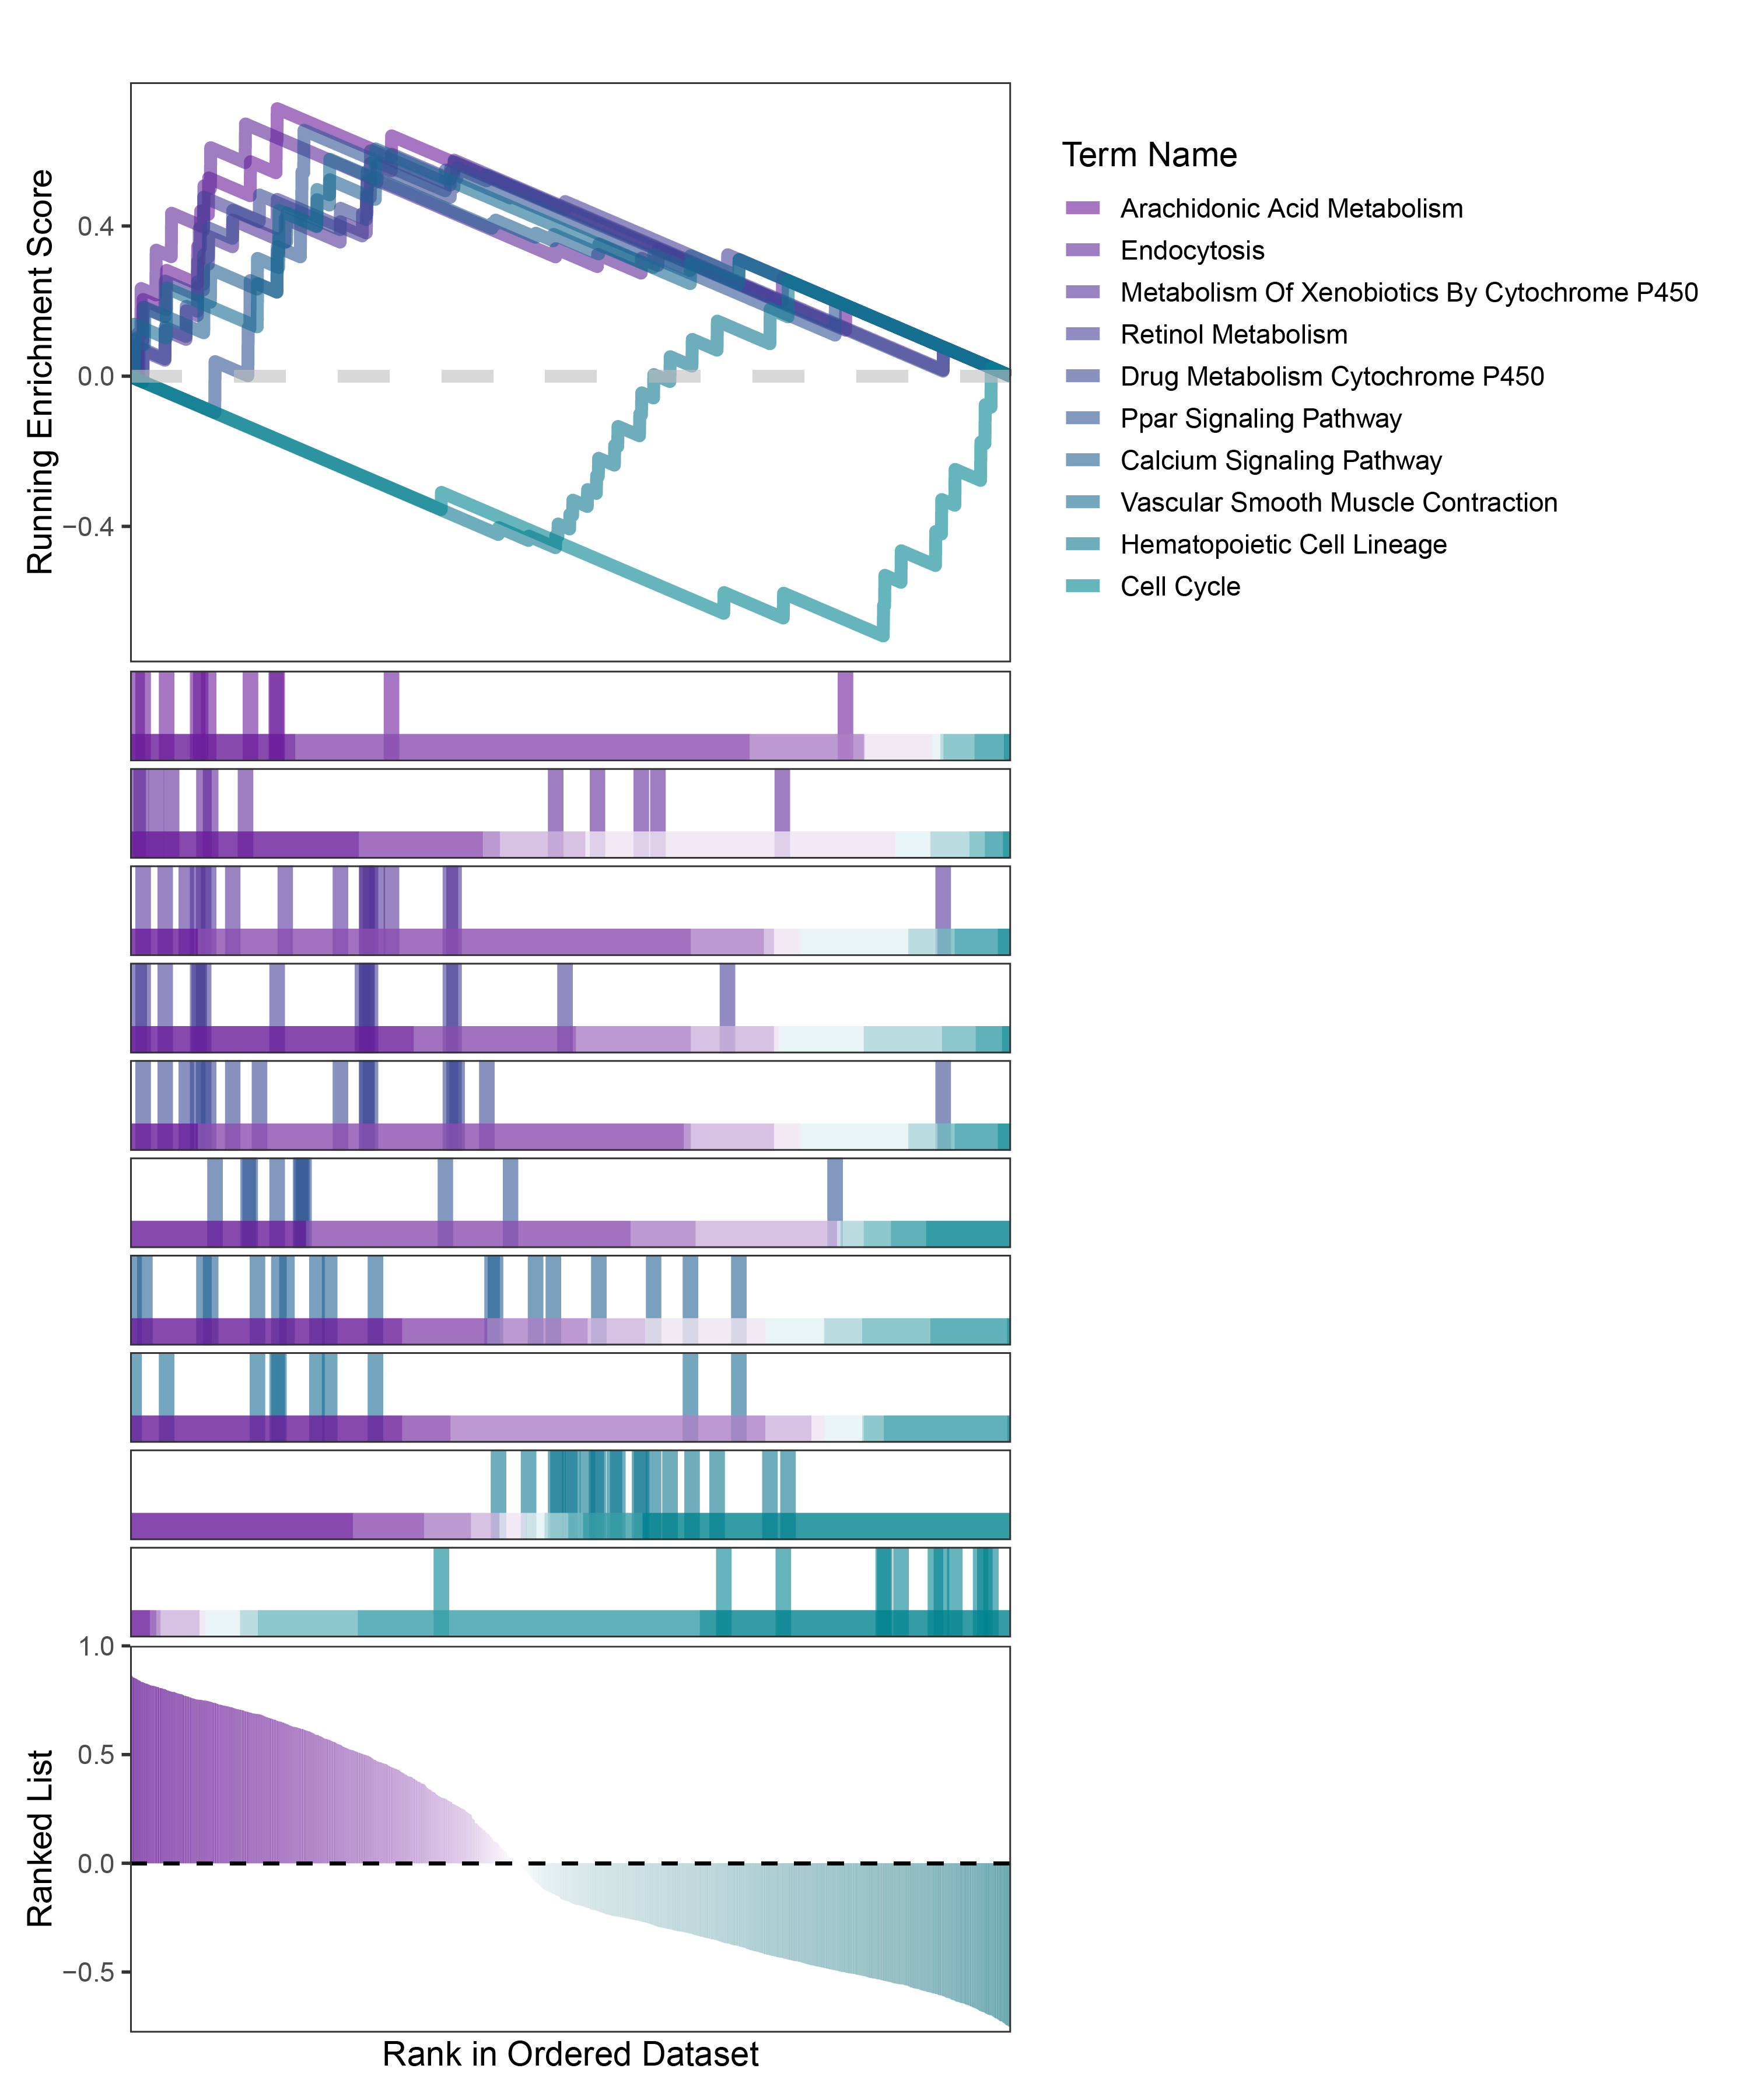 Running Enrichment Score
0.4
0.0
−0.4
Term Name
Arachidonic Acid Metabolism
Endocytosis
Metabolism Of Xenobiotics By Cytochrome P450
Retinol Metabolism
Drug Metabolism Cytochrome P450
Ppar Signaling Pathway
Calcium Signaling Pathway
Vascular Smooth Muscle Contraction
Hematopoietic Cell Lineage
Cell Cycle
Ranked List
1.0
0.5
0.0
−0.5
Rank in Ordered Dataset